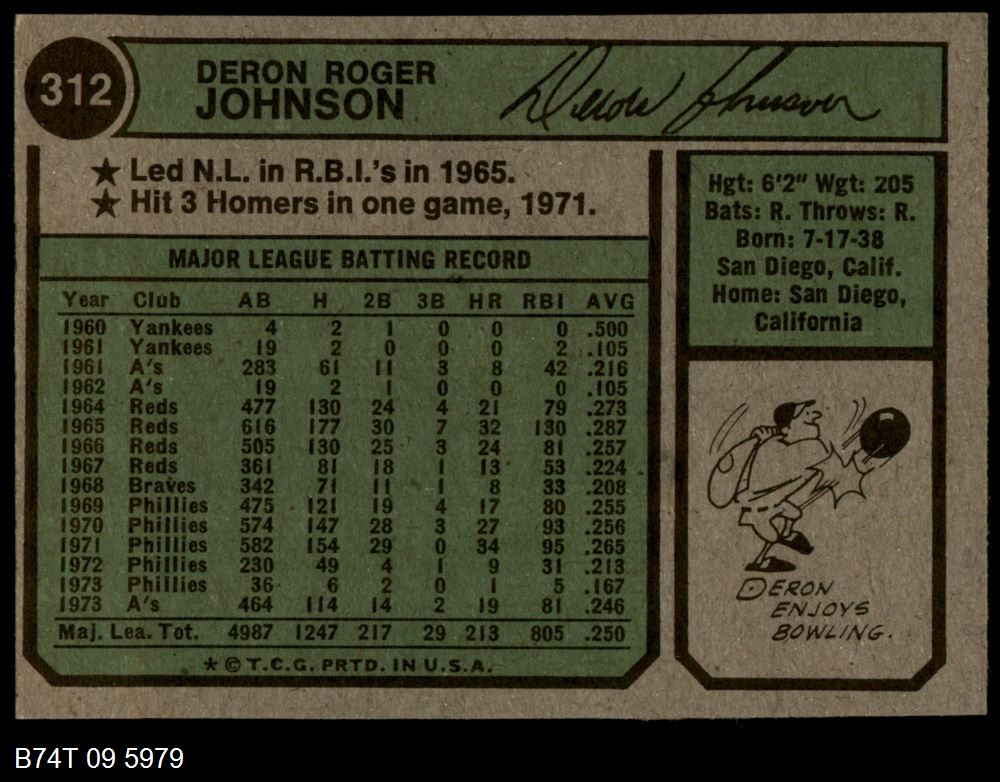 312
DERON ROGER
JOHNSON
Deron Johnson
★ Led N.L. in R.B.I.'s in 1965.
★ Hit 3 Homers in one game, 1971.
MAJOR LEAGUE BATTING RECORD
Year Club AB H 2B 3B HR RBI AVG
1960 Yankees 4 2 1 0 0 0 .500
1961 Yankees 19 2 0 0 0 2 .105
1961 A's 283 61 11 3 8 42 .216
1962 A's 19 2 1 0 0 0 .105
1964 Reds 477 130 24 4 21 79 .273
1965 Reds 616 177 30 7 32 130 .287
1966 Reds 505 130 25 3 24 81 .257
1967 Reds 361 81 18 1 13 53 .224
1968 Braves 342 71 11 1 8 33 .208
1969 Phillies 475 121 19 4 17 80 .255
1970 Phillies 574 147 28 3 27 93 .256
1971 Phillies 582 154 29 0 34 95 .265
1972 Phillies 230 49 4 1 9 31 .213
1973 Phillies 36 6 2 0 1 5 .167
1973 A's 464 114 14 2 19 81 .246
Maj. Lea. Tot. 4987 1247 217 29 213 805 .250
* © T.C.G. PRTD. IN U.S.A.
Hgt: 6'2" Wgt: 205
Bats: R. Throws: R.
Born: 7-17-38
San Diego, Calif.
Home: San Diego,
California
DERON
ENJOYS
BOWLING.
B74T 09 5979